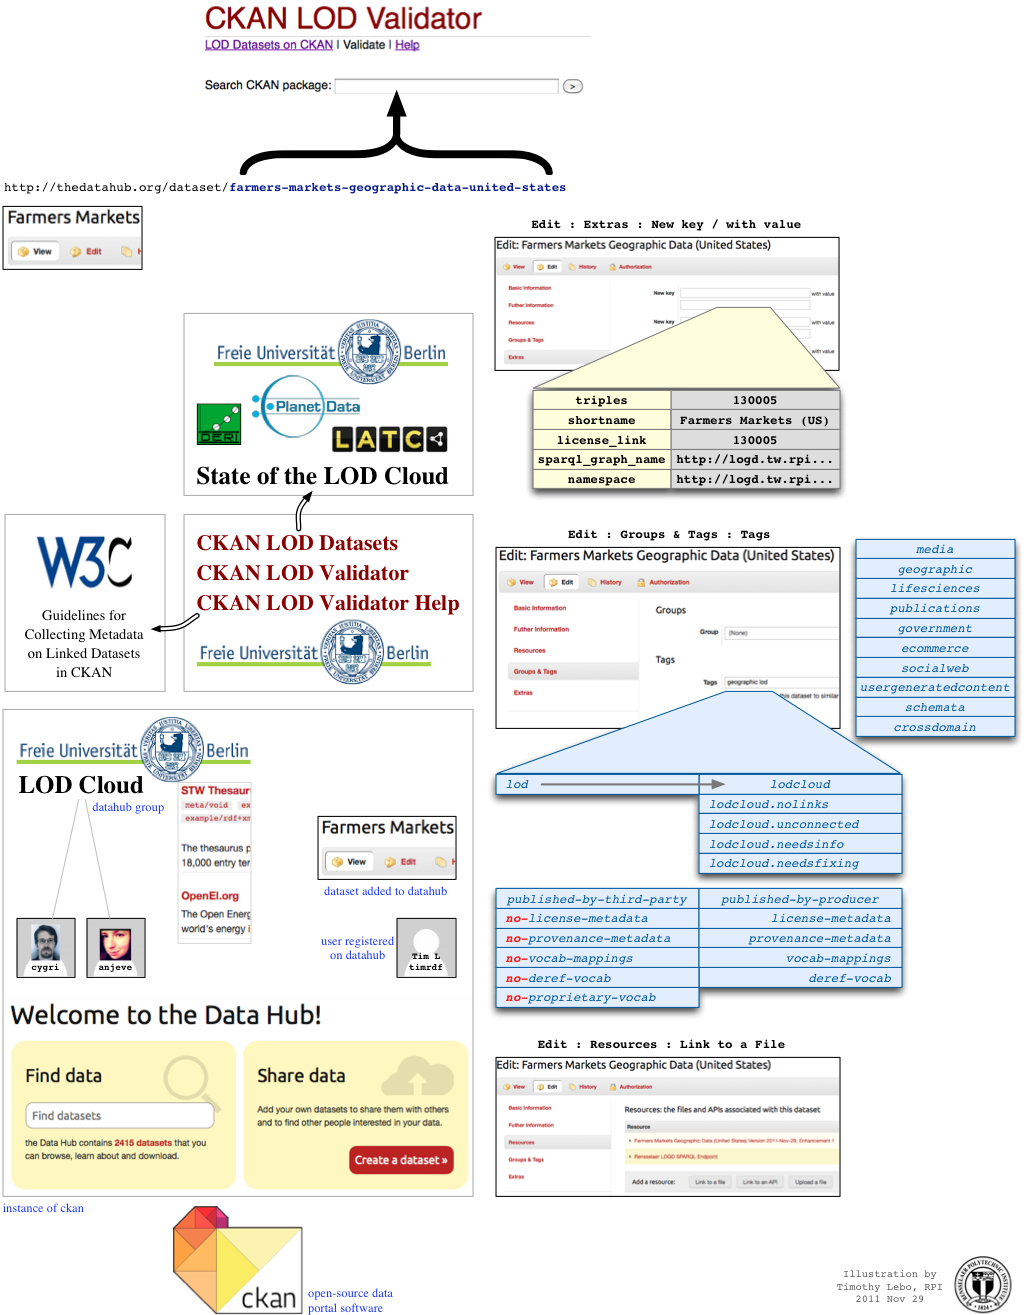 CKAN LOD Validator
LOD Datasets on CKAN | Validate | Help
Search CKAN package:
>
http://thedatahub.org/dataset/farmers-markets-geographic-data-united-states
Farmers Markets
View Edit
Freie Universität Berlin
PlanetData
DERI
LATC
State of the LOD Cloud
W3C
Guidelines for
Collecting Metadata
on Linked Datasets
in CKAN
CKAN LOD Datasets
CKAN LOD Validator
CKAN LOD Validator Help
Freie Universität Berlin
Freie Universität Berlin
LOD Cloud
datahub group
STW Thesaur
meta/void ex
example/rdf+xm
The thesaurus p
18,000 entry ter
OpenEI.org
The Open Energ
world's energy i
cygri
anjeve
Farmers Markets
View Edit
dataset added to datahub
user registered
on datahub
Tim L
timrdf
Welcome to the Data Hub!
Find data
Find datasets
the Data Hub contains 2415 datasets that you
can browse, learn about and download.
Share data
Add your own datasets to share them with others
and to find other people interested in your data.
Create a dataset »
instance of ckan
ckan
open-source data
portal software
Edit : Extras : New key / with value
Edit: Farmers Markets Geographic Data (United States)
View Edit History Authorization
Basic Information
Futher Information
Resources
Groups & Tags
Extras
New key with value
New key with value
with value
triples 130005
shortname Farmers Markets (US)
license_link 130005
sparql_graph_name http://logd.tw.rpi...
namespace http://logd.tw.rpi...
Edit : Groups & Tags : Tags
Edit: Farmers Markets Geographic Data (United States)
View Edit History Authorization
Basic Information
Futher Information
Resources
Groups & Tags
Extras
Groups
Group (None)
Tags
Tags geographic lod
this dataset to similar
media
geographic
lifesciences
publications
government
ecommerce
socialweb
usergeneratedcontent
schemata
crossdomain
lod lodcloud
lodcloud.nolinks
lodcloud.unconnected
lodcloud.needsinfo
lodcloud.needsfixing
published-by-third-party published-by-producer
no-license-metadata license-metadata
no-provenance-metadata provenance-metadata
no-vocab-mappings vocab-mappings
no-deref-vocab deref-vocab
no-proprietary-vocab
Edit : Resources : Link to a File
Edit: Farmers Markets Geographic Data (United States)
View Edit History Authorization
Basic Information
Futher Information
Resources
Groups & Tags
Extras
Resources: the files and APIs associated with this dataset
Resource
Farmers Markets Geographic Data (United States) Version 2011-Nov-29, Enhancement 1
Rensselaer LOGD SPARQL Endpoint
Add a resource: Link to a file Link to an API Upload a file
Illustration by
Timothy Lebo, RPI
2011 Nov 29